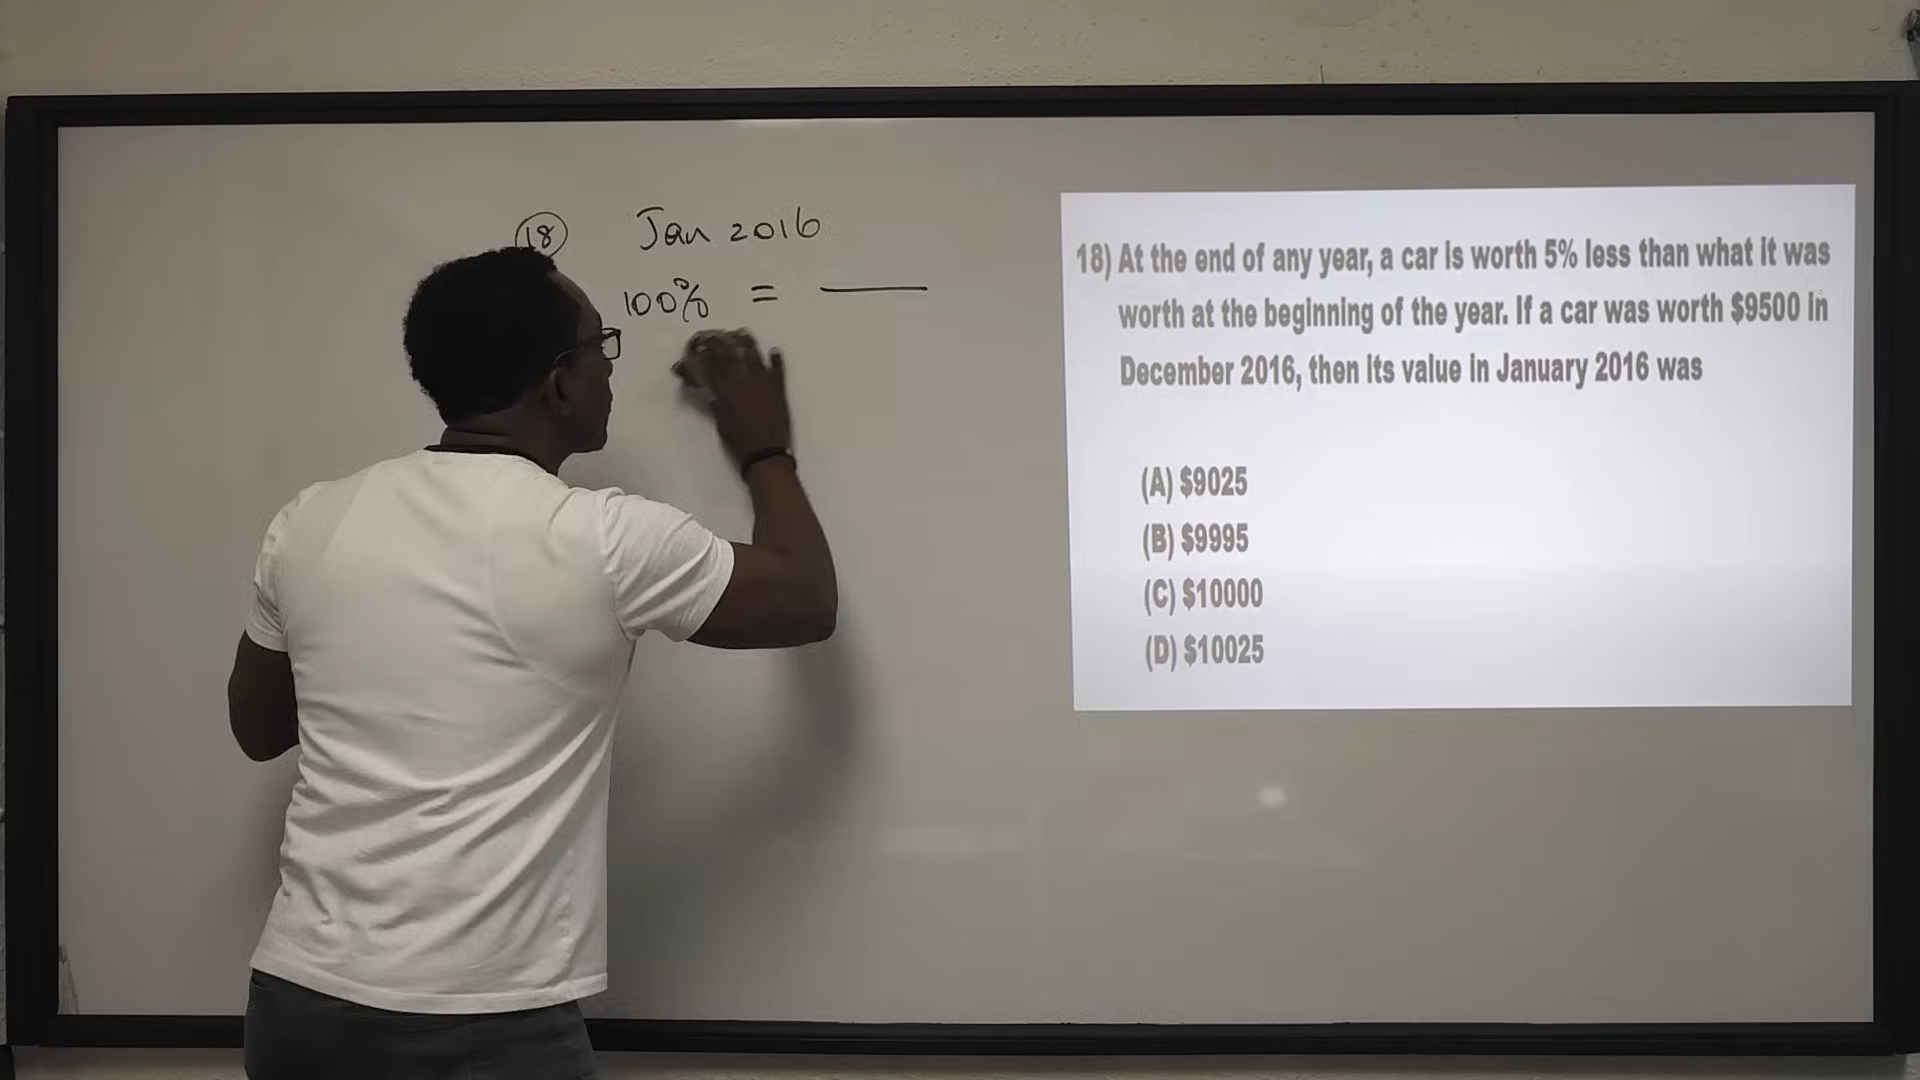 18
Jan 2016
100% = ___
18) At the end of any year, a car is worth 5% less than what it was
worth at the beginning of the year. If a car was worth $9500 in
December 2016, then its value in January 2016 was
(A) $9025
(B) $9995
(C) $10000
(D) $10025